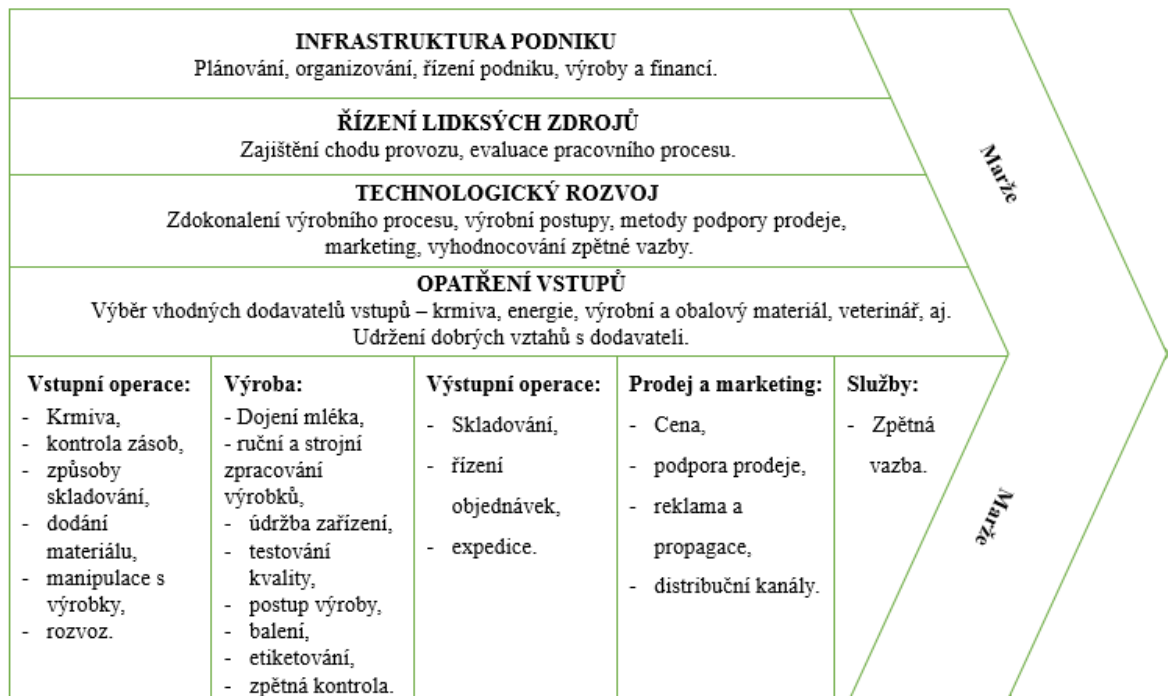 INFRASTRUKTURA PODNIKU
Plánování, organizování, řízení podniku, výroby a financí.
ŘÍZENÍ LIDKSÝCH ZDROJŮ
Zajištění chodu provozu, evaluace pracovního procesu.
TECHNOLOGICKÝ ROZVOJ
Zdokonalení výrobního procesu, výrobní postupy, metody podpory prodeje,
marketing, vyhodnocování zpětné vazby.
OPATŘENÍ VSTUPŮ
Výběr vhodných dodavatelů vstupů – krmiva, energie, výrobní a obalový materiál, veterinář, aj.
Udržení dobrých vztahů s dodavateli.
Marže
Vstupní operace:
- Krmiva,
- kontrola zásob,
- způsoby
skladování,
- dodání
materiálu,
- manipulace s
výrobky,
- rozvoz.
Výroba:
- Dojení mléka,
- ruční a strojní
zpracování
výrobků,
- údržba zařízení,
- testování
kvality,
- postup výroby,
- balení,
- etiketování,
- zpětná kontrola.
Výstupní operace:
- Skladování,
- řízení
objednávek,
- expedice.
Prodej a marketing:
- Cena,
- podpora prodeje,
- reklama a
propagace,
- distribuční kanály.
Služby:
- Zpětná
vazba.
Marže